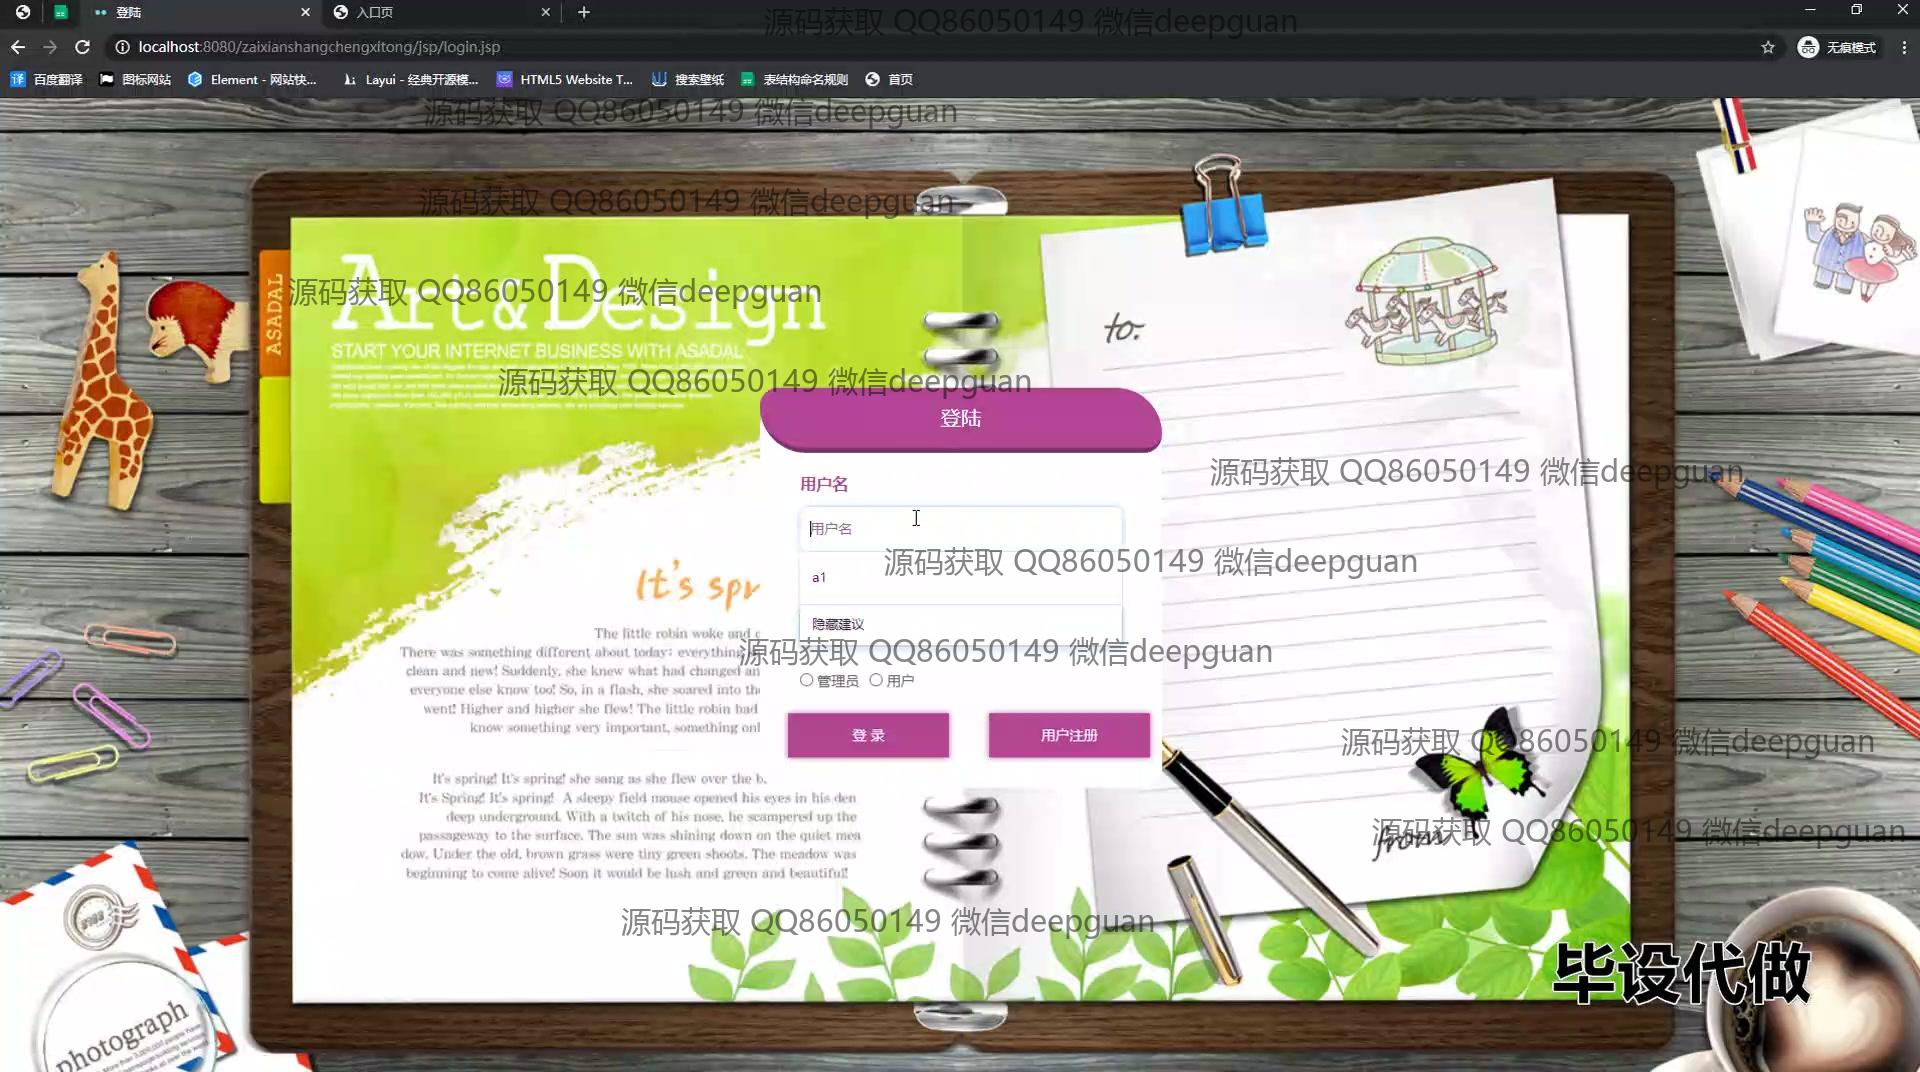 登陆
入口页
源码获取 QQ86050149 微信deepguan
localhost:8080/zaixianshangchengxitong/jsp/login.jsp
无痕模式
百度翻译
图标网站
Element - 网站快...
Layui - 经典开源模...
HTML5 Website T...
搜索壁纸
表结构命名规则
首页
源码获取 QQ86050149 微信deepguan
源码获取 QQ86050149 微信deepguan
ASADAL
Art&Design
源码获取 QQ86050149 微信deepguan
START YOUR INTERNET BUSINESS WITH ASADAL
源码获取 QQ86050149 微信deepguan
to:
登陆
用户名
源码获取 QQ86050149 微信deepguan
用户名
源码获取 QQ86050149 微信deepguan
a1
It's spr
隐藏建议
源码获取 QQ86050149 微信deepguan
管理员 用户
The little robin woke and
There was something different about today: everything
clean and new! Suddenly, she knew what had changed an
everyone else know too! So, in a flash, she soared into th
went! Higher and higher she flew! The little robin had
know something very important, something onl
登 录
用户注册
源码获取 QQ86050149 微信deepguan
It's spring! It's spring! she sang as she flew over the b.
It's Spring! It's spring! A sleepy field mouse opened his eyes in his den
deep underground. With a twitch of his nose, he scampered up the
passageway to the surface. The sun was shining down on the quiet mea
dow. Under the old, brown grass were tiny green shoots. The meadow was
beginning to come alive! Soon it would be lush and green and beautiful!
源码获取 QQ86050149 微信deepguan
from:
源码获取 QQ86050149 微信deepguan
毕设代做
photograph